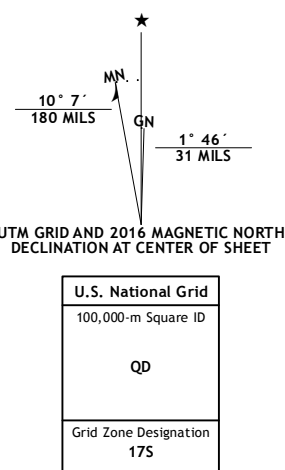 ★
MN
GN
10° 7´
180 MILS
1° 46´
31 MILS
UTM GRID AND 2016 MAGNETIC NORTH
DECLINATION AT CENTER OF SHEET
U.S. National Grid
100,000-m Square ID
QD
Grid Zone Designation
17S